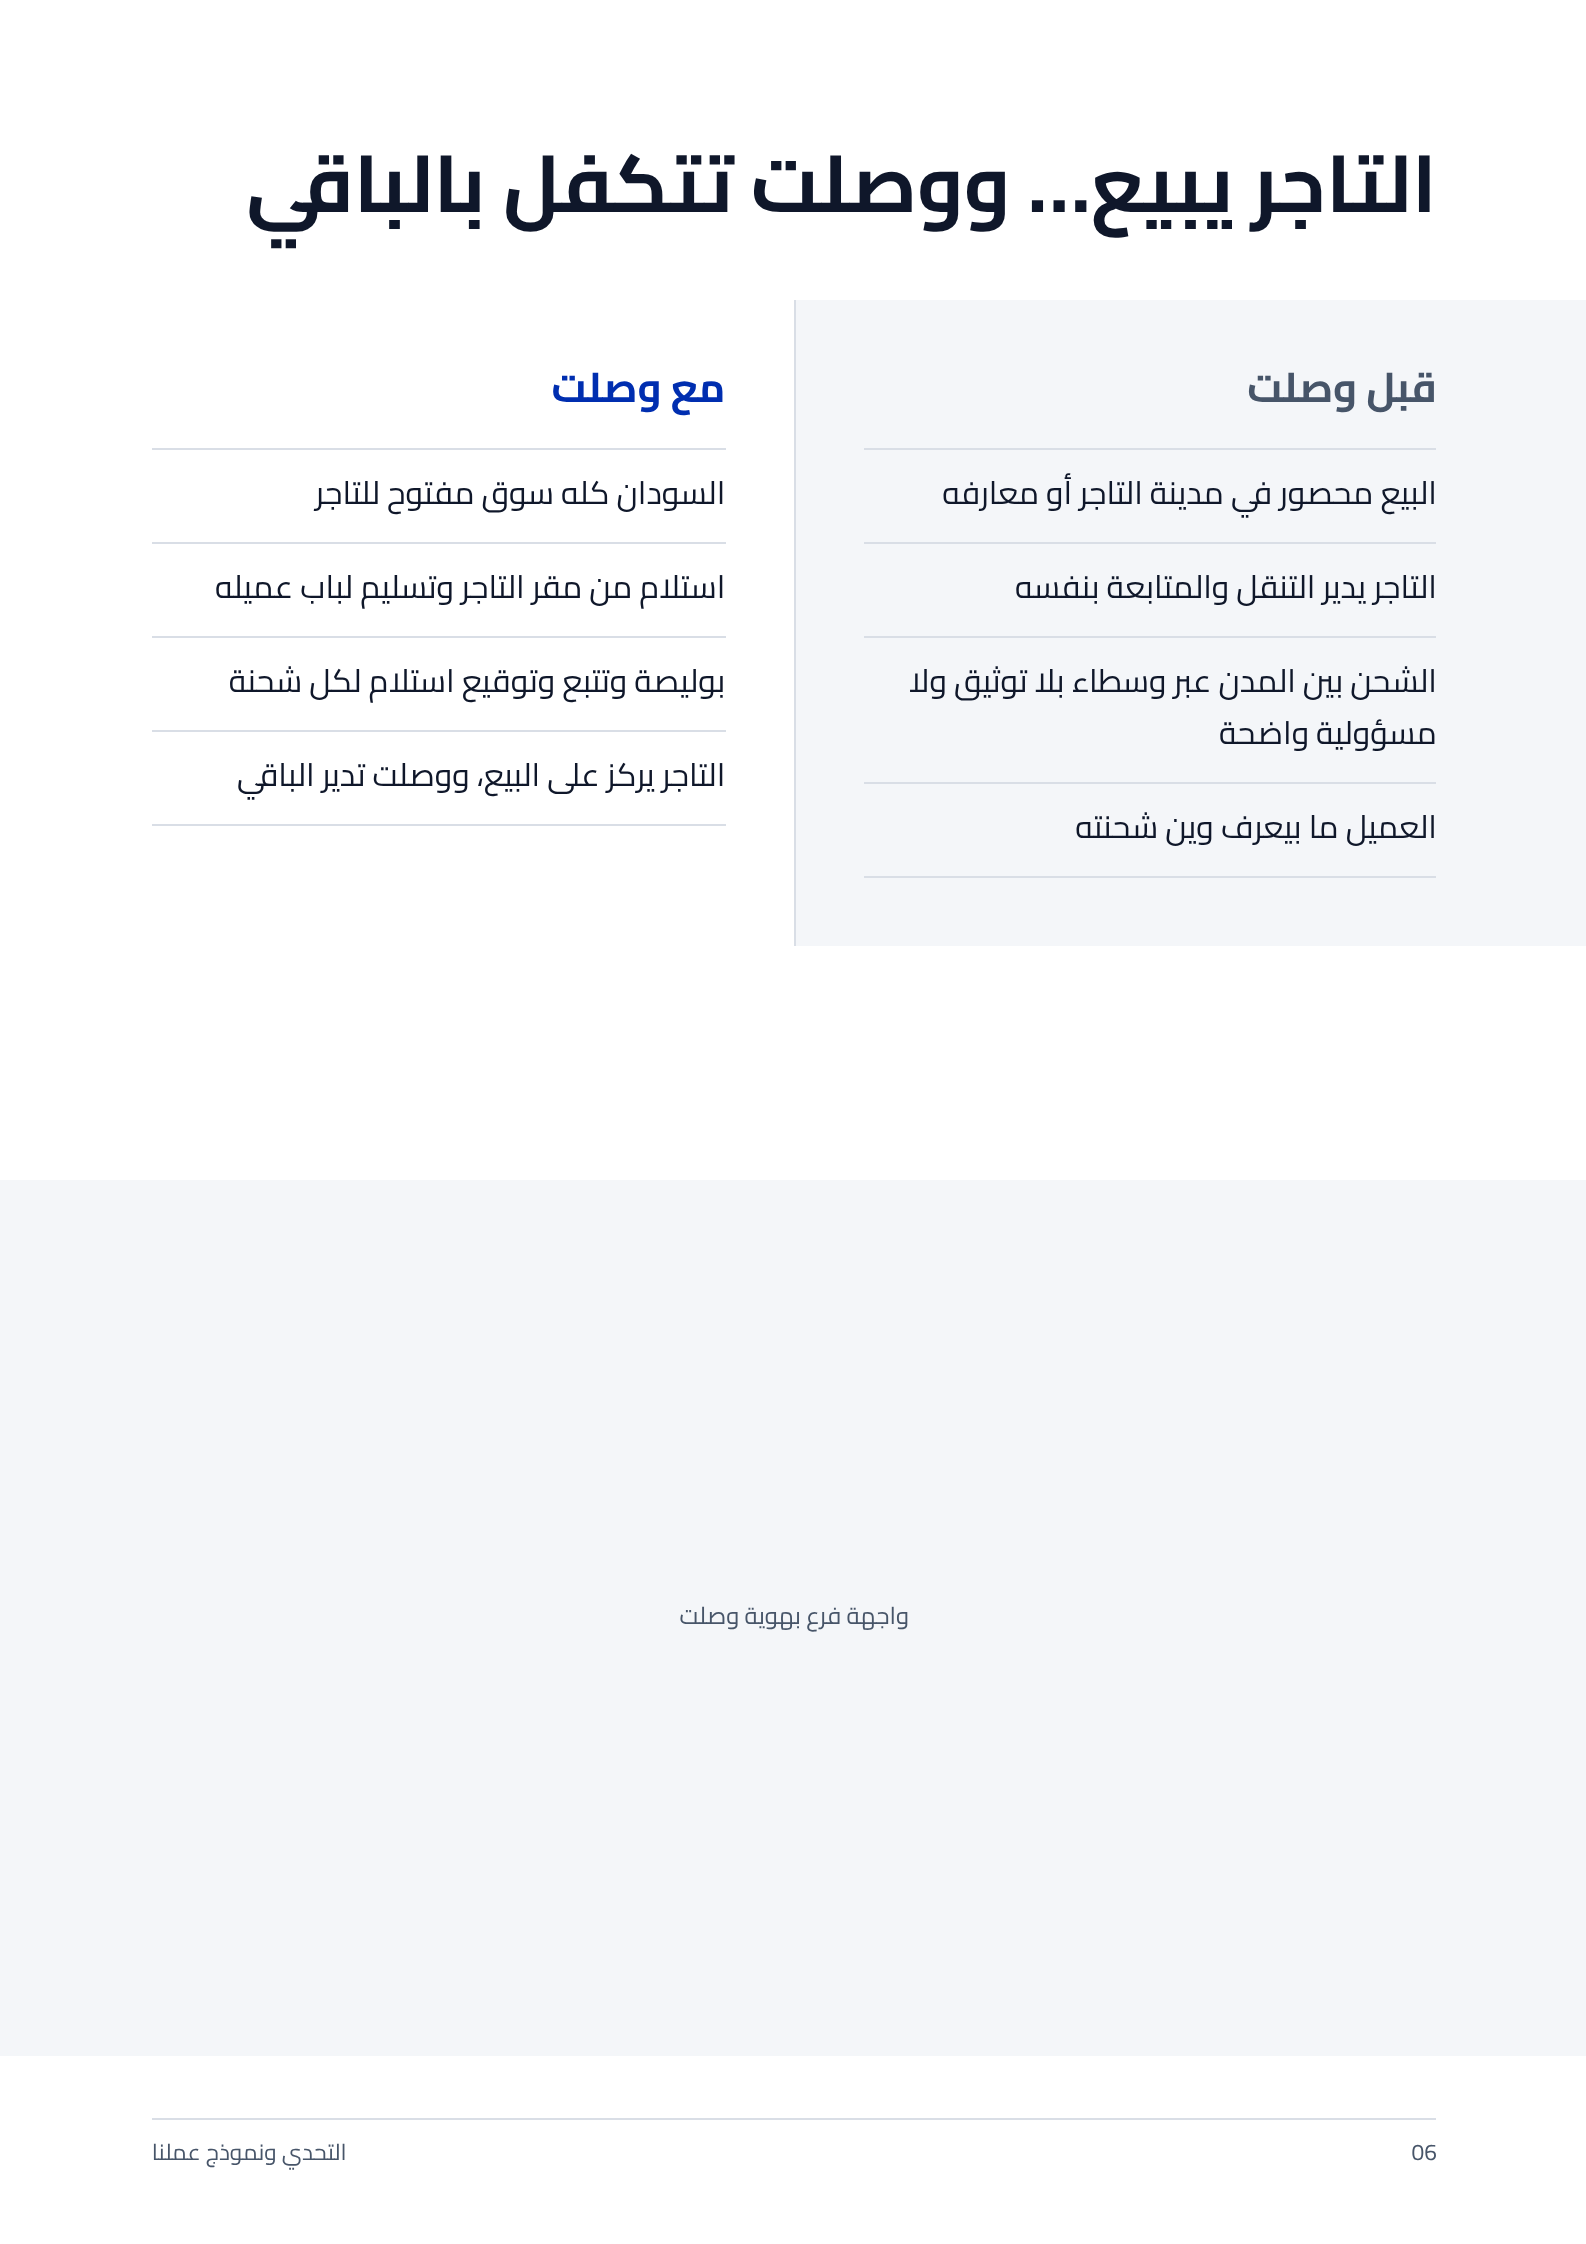 التاجر يبيع... ووصلت تتكفل بالباقي
قبل وصلت
البيع محصور في مدينة التاجر أو معارفه
التاجر يدير التنقل والمتابعة بنفسه
الشحن بين المدن عبر وسطاء بلا توثيق ولا
مسؤولية واضحة
العميل ما بيعرف وين شحنته
مع وصلت
السودان كله سوق مفتوح للتاجر
استلام من مقر التاجر وتسليم لباب عميله
بوليصة وتتبع وتوقيع استلام لكل شحنة
التاجر يركز على البيع، ووصلت تدير الباقي
واجهة فرع بهوية وصلت
06
التحدي ونموذج عملنا